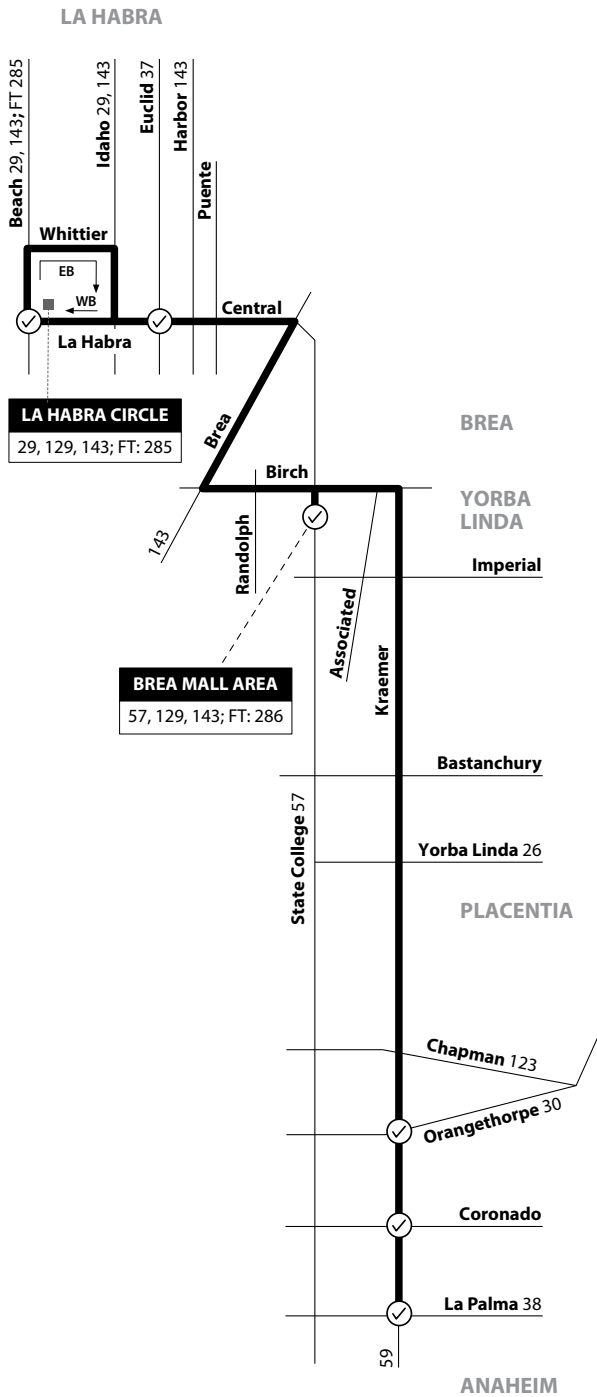 LA HABRA
Beach 29, 143; FT 285
Idaho 29, 143
Euclid 37
Harbor 143
Puente
Whittier
EB
WB
Central
La Habra
LA HABRA CIRCLE
29, 129, 143; FT: 285
Brea
BREA
Birch
YORBA
LINDA
143
Randolph
Imperial
Associated
Kraemer
BREA MALL AREA
57, 129, 143; FT: 286
Bastanchury
State College 57
Yorba Linda 26
PLACENTIA
Chapman 123
Orangethorpe 30
Coronado
La Palma 38
59
ANAHEIM